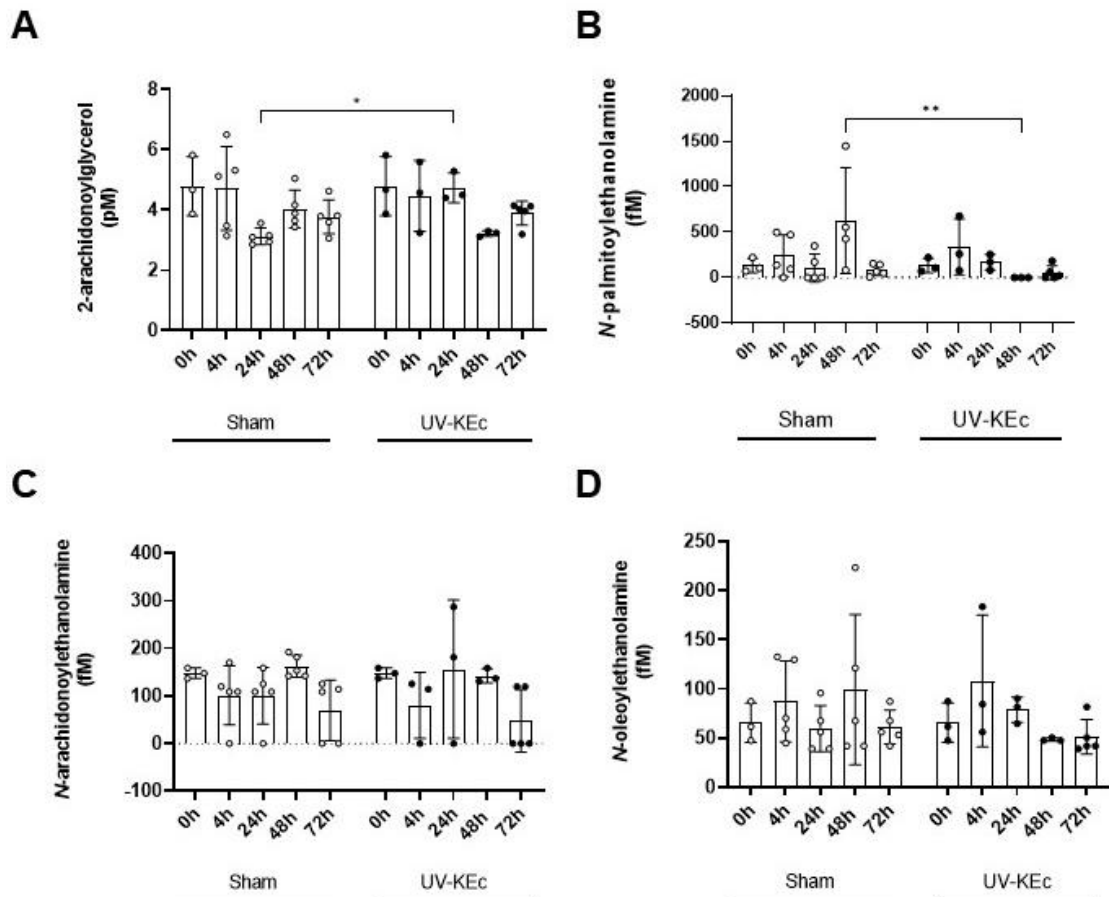 A
2-arachidonoylglycerol
(pM)
8
6
4
2
0
*
0h 4h 24h 48h 72h 0h 4h 24h 48h 72h
Sham UV-KEc
B
N-palmitoylethanolamine
(fM)
2000
1500
1000
500
0
-500
**
0h 4h 24h 48h 72h 0h 4h 24h 48h 72h
Sham UV-KEc
C
N-arachidonoylethanolamine
(fM)
400
300
200
100
0
-100
0h 4h 24h 48h 72h 0h 4h 24h 48h 72h
Sham UV-KEc
D
N-oleoylethanolamine
(fM)
250
200
150
100
50
0
0h 4h 24h 48h 72h 0h 4h 24h 48h 72h
Sham UV-KEc